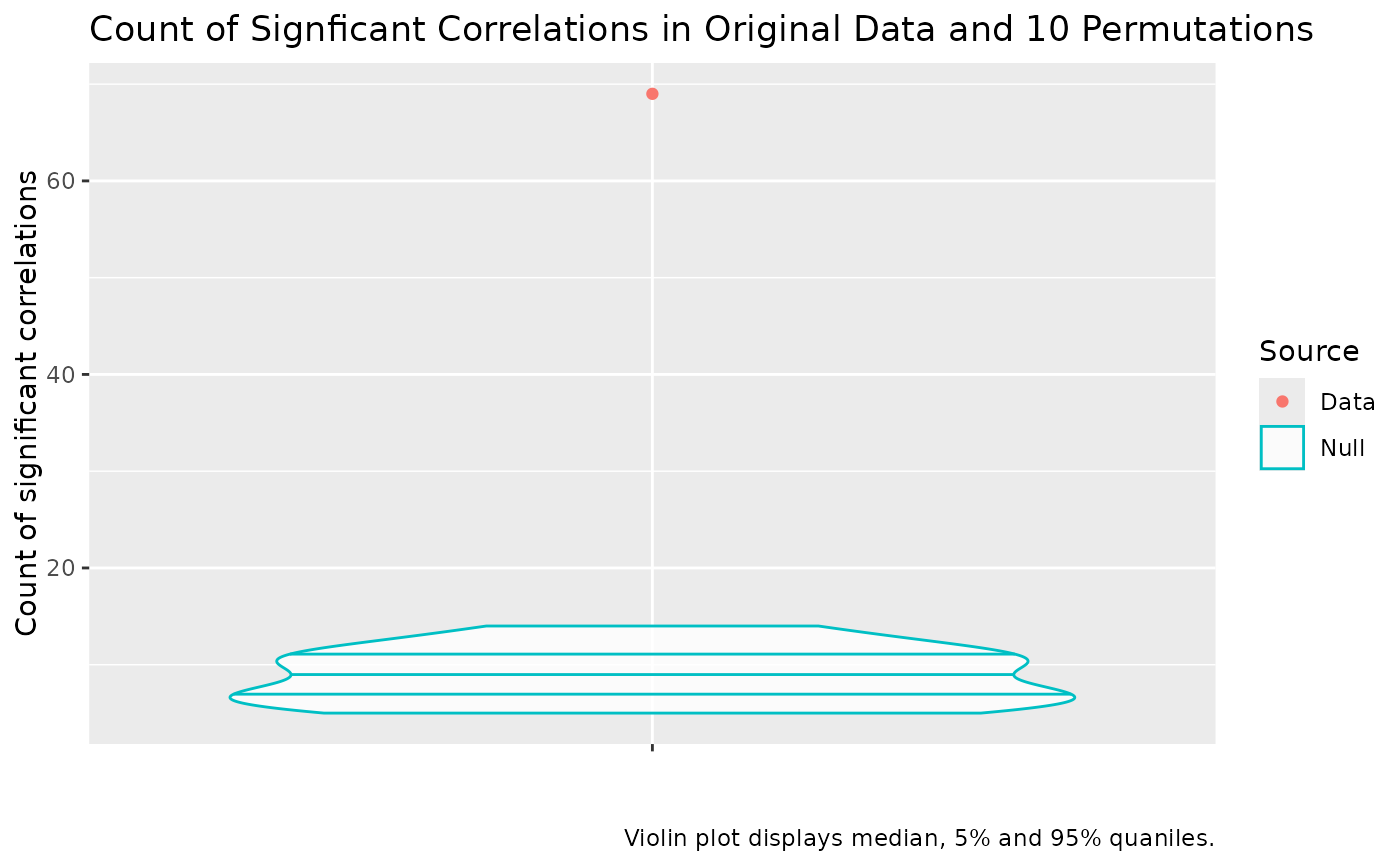 Count of Signficant Correlations in Original Data and 10 Permutations
Count of significant correlations
60
40
20
Source
Data
Null
Violin plot displays median, 5% and 95% quaniles.